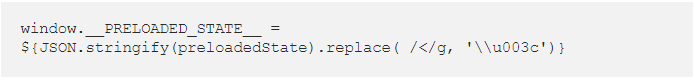 window.__PRELOADED_STATE__ =
${JSON.stringify(preloadedState).replace( /</g, '\\u003c')}